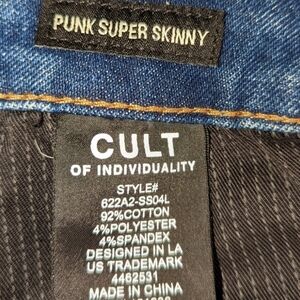 PUNK SUPER SKINNY
CULT
OF INDIVIDUALITY
STYLE#
622A2-SS04L
92%COTTON
4%POLYESTER
4%SPANDEX
DESIGNED IN LA
US TRADEMARK
4462531
MADE IN CHINA